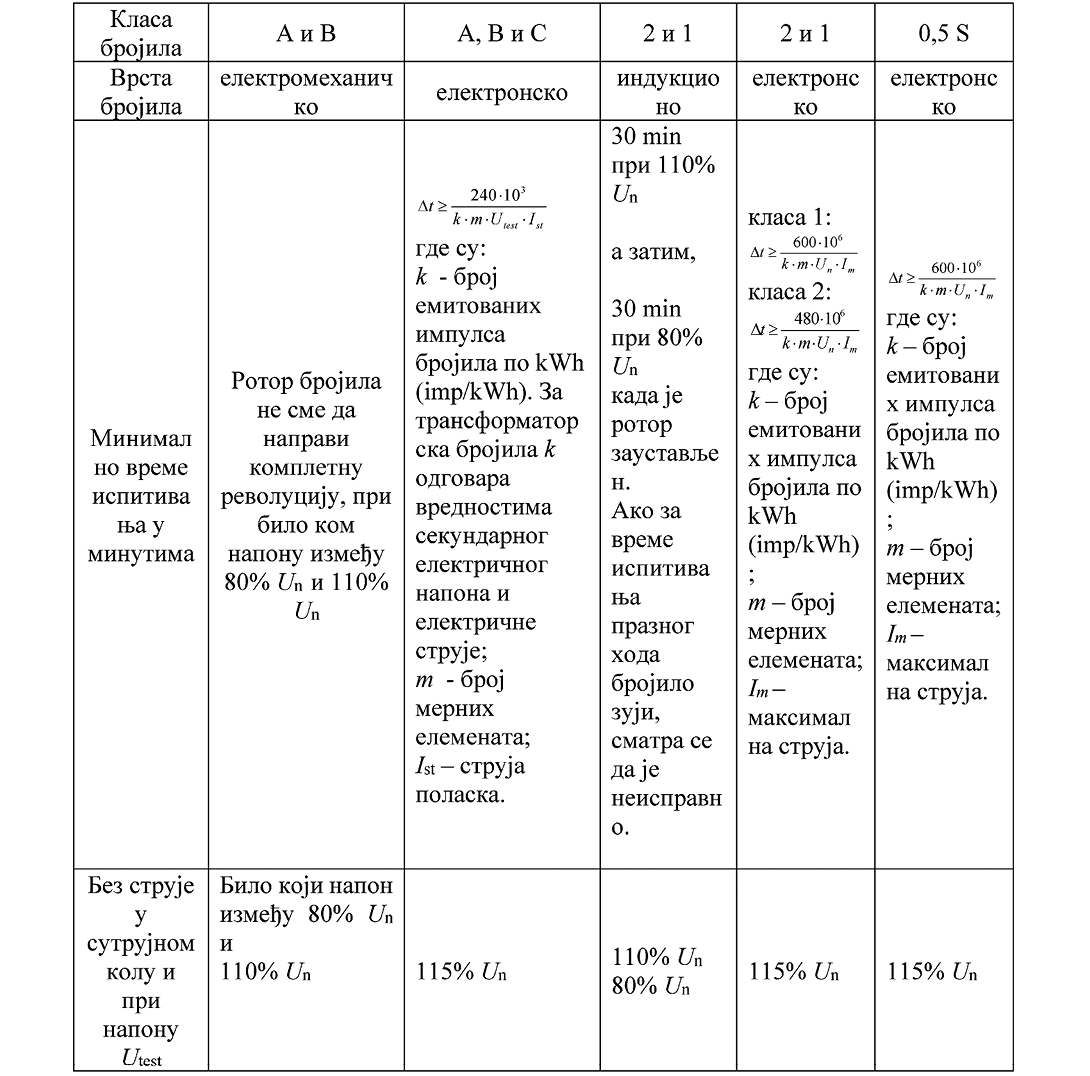 Класа
бројила
А и В
А, В и С
2 и 1
2 и 1
0,5 S
Врста
бројила
електромеханич
ко
електронско
индукцио
но
електронс
ко
електронс
ко
Минимал
но време
испитива
ња у
минутима
Ротор бројила
не сме да
направи
комплетну
револуцију, при
било ком
напону између
80% Un и 110%
Un
Δt ≥ 240·10³ / k·m·Utest·Ist
где су:
k - број
емитованих
импулса
бројила по kWh
(imp/kWh). За
трансформатор
ска бројила k
одговара
вредностима
секундарног
електричног
напона и
електричне
струје;
m - број
мерних
елемената;
Ist – струја
поласка.
30 min
при 110%
Un
а затим,
30 min
при 80%
Un
када је
ротор
заустављe
н.
Ако за
време
испитива
ња
празног
хода
бројило
зуји,
сматра се
да је
неисправн
о.
класа 1:
Δt ≥ 600·10⁶ / k·m·Un·Im
класа 2:
Δt ≥ 480·10⁶ / k·m·Un·Im
где су:
k – број
емитовани
х импулса
бројила по
kWh
(imp/kWh)
;
m – број
мерних
елемената;
Im –
максимал
на струја.
Δt ≥ 600·10⁶ / k·m·Un·Im
где су:
k – број
емитовани
х импулса
бројила по
kWh
(imp/kWh)
;
m – број
мерних
елемената;
Im –
максимал
на струја.
Без струје
у
сутрујном
колу и
при
напону
Utest
Било који напон
између 80% Un
и
110% Un
115% Un
110% Un
80% Un
115% Un
115% Un